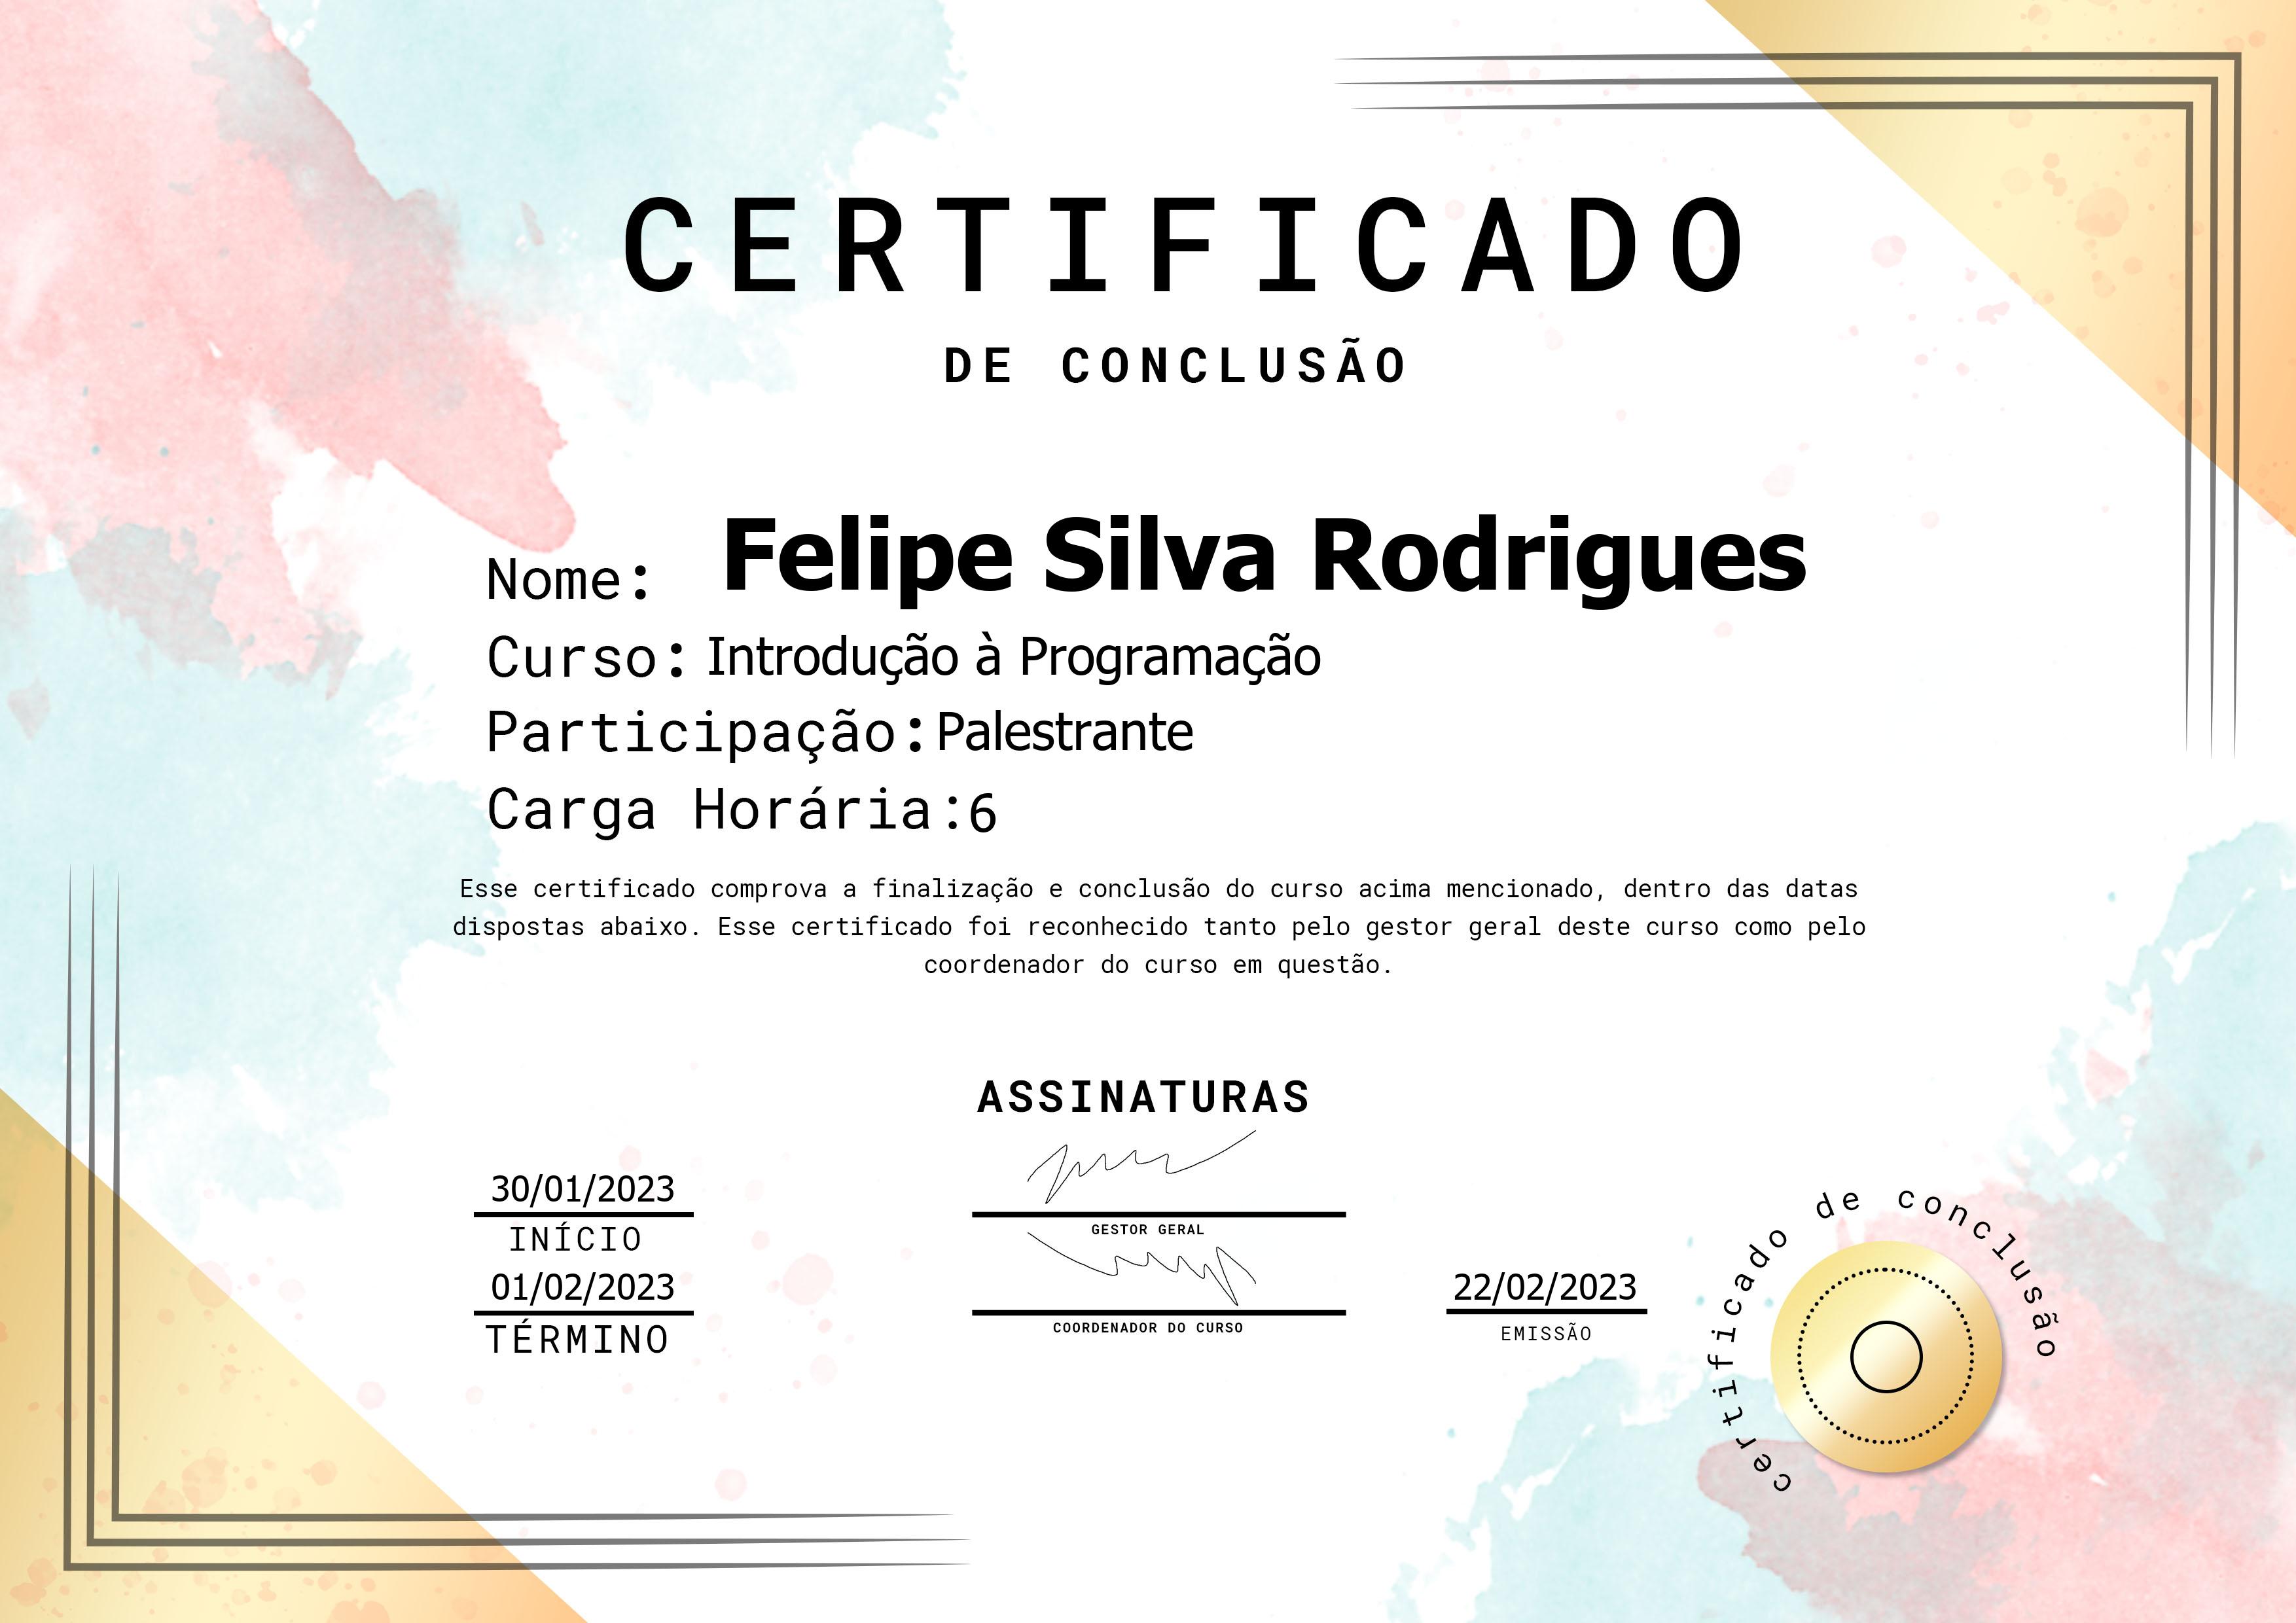 CERTIFICADO
DE CONCLUSÃO
Nome: Felipe Silva Rodrigues
Curso: Introdução à Programação
Participação: Palestrante
Carga Horária:6
Esse certificado comprova a finalização e conclusão do curso acima mencionado, dentro das datas
dispostas abaixo. Esse certificado foi reconhecido tanto pelo gestor geral deste curso como pelo
coordenador do curso em questão.
ASSINATURAS
30/01/2023
INÍCIO
GESTOR GERAL
01/02/2023
TÉRMINO
COORDENADOR DO CURSO
22/02/2023
EMISSÃO
certificado de conclusão